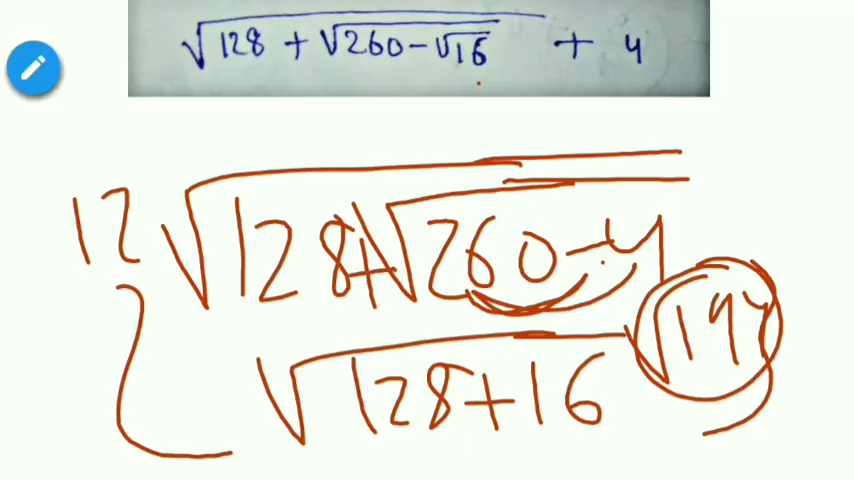 √128 + √260 - √16 + 4
12 √128 + √260 - 4
√128 + 16 √144